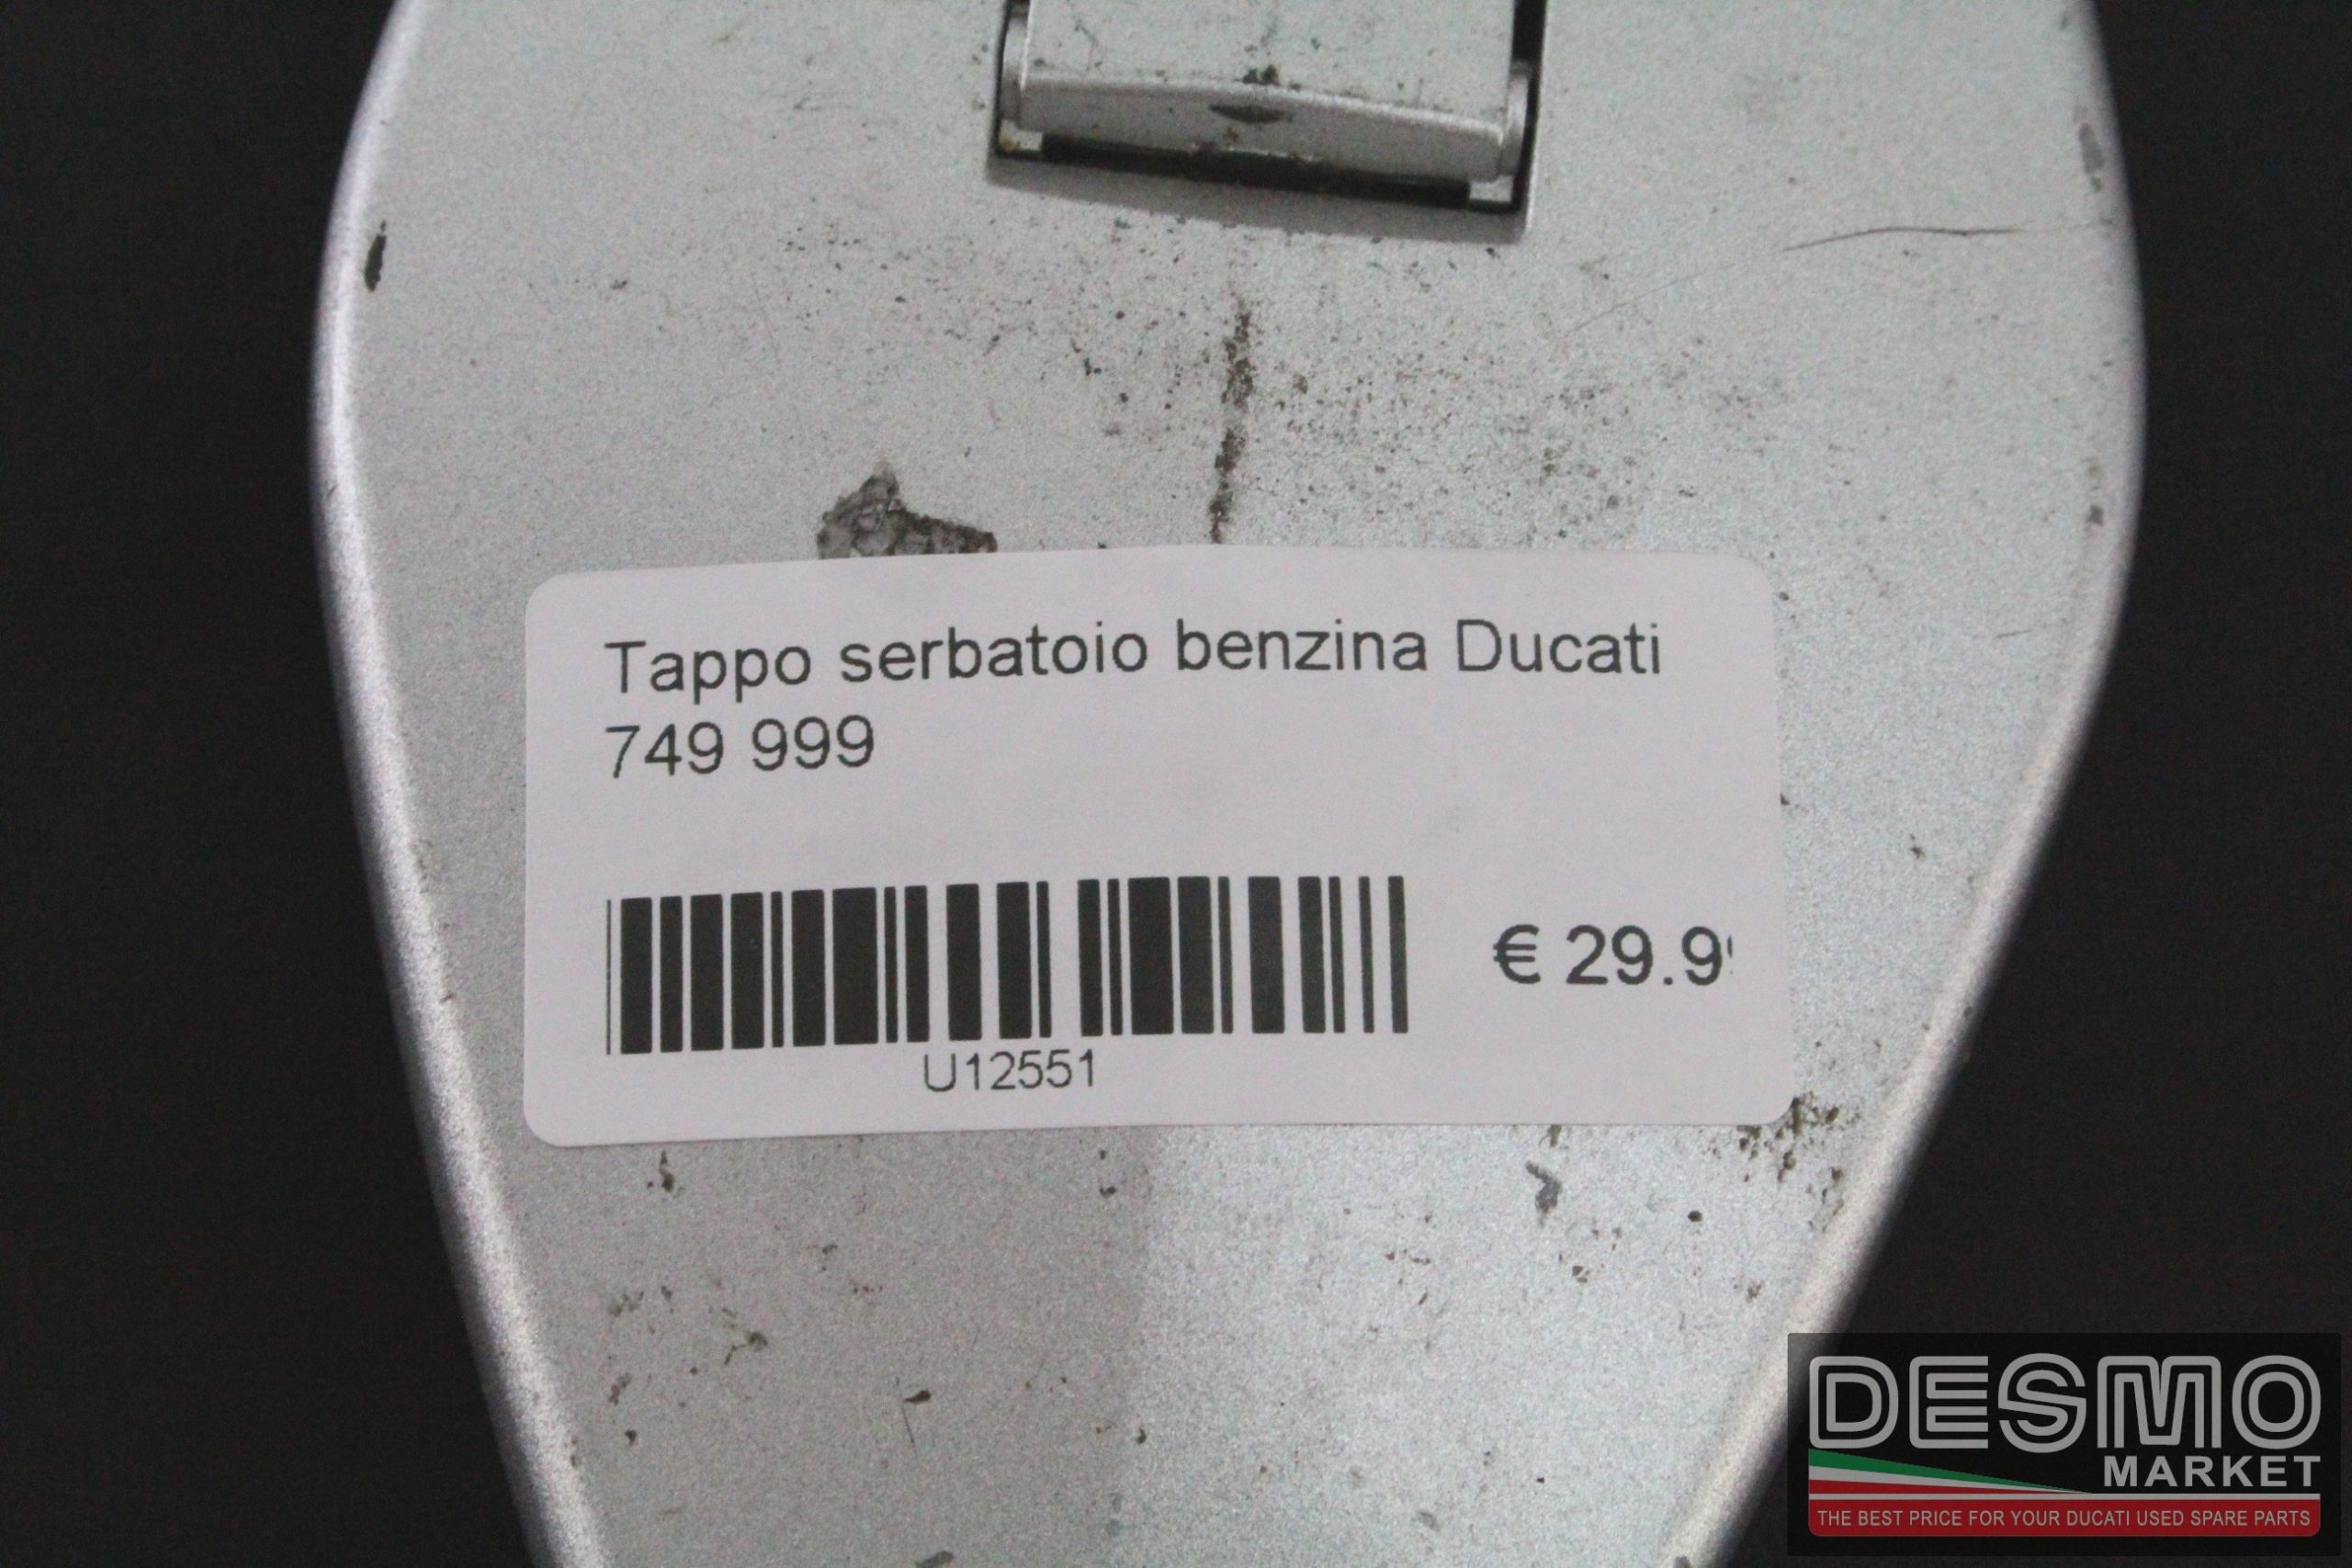 Tappo serbatoio benzina Ducati
749 999
€ 29.9
U12551
DESMO
MARKET
THE BEST PRICE FOR YOUR DUCATI USED SPARE PARTS